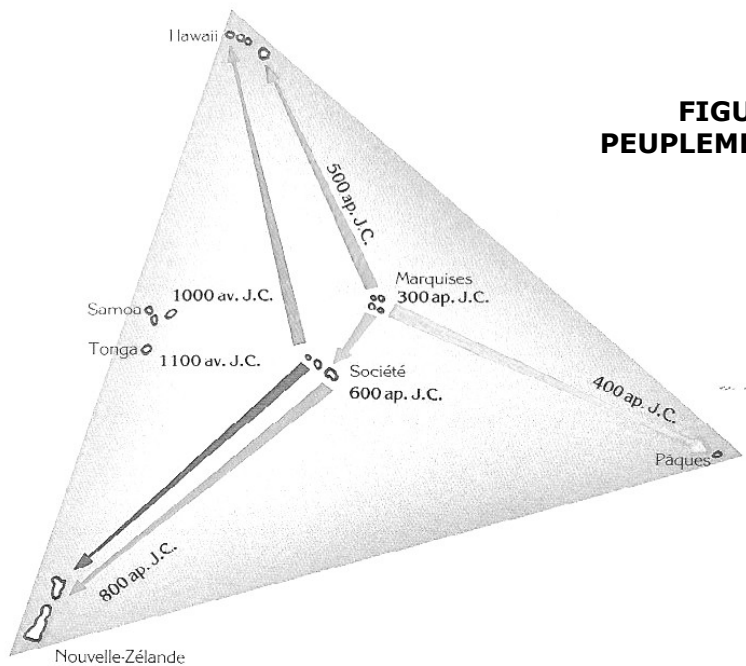 Hawaii
FIGU
PEUPLEME
500 ap. J.C.
Marquises
300 ap. J.C.
1000 av. J.C.
Samoa
Tonga
1100 av. J.C.
Société
600 ap. J.C.
400 ap. J.C.
Pâques
800 ap. J.C.
Nouvelle-Zélande